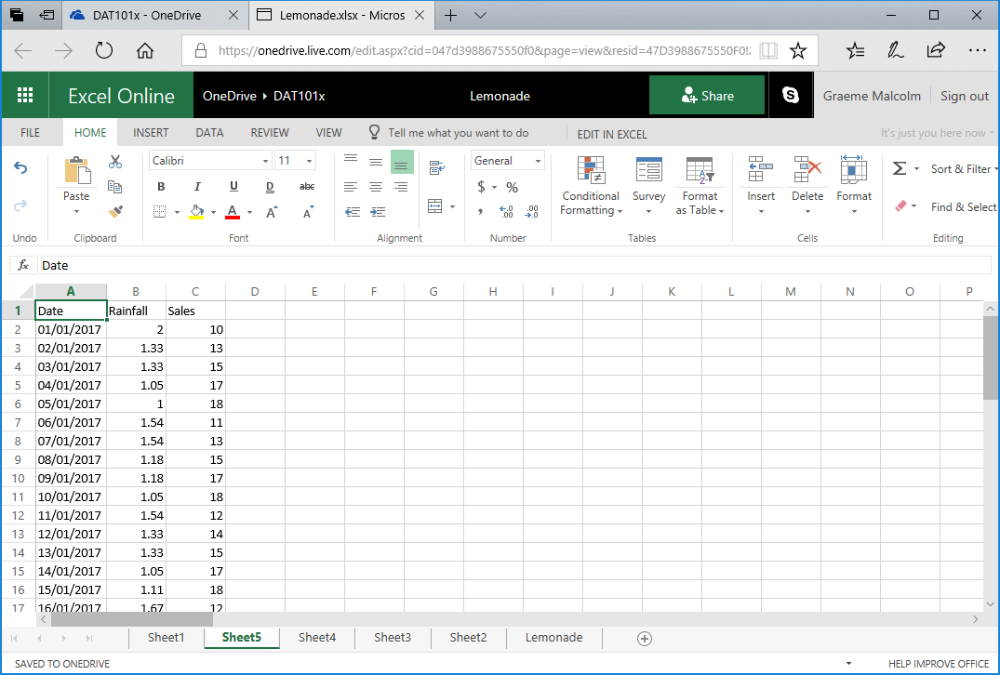 DAT101x - OneDrive
Lemonade.xlsx - Micros
https://onedrive.live.com/edit.aspx?cid=047d3988675550f0&page=view&resid=47D3988675550F0!
Excel Online
OneDrive DAT101x
Lemonade
Share
Graeme Malcolm
Sign out
FILE HOME INSERT DATA REVIEW VIEW Tell me what you want to do EDIT IN EXCEL It's just you here now
Calibri 11 General
Paste
B I U D abc
$ %
Conditional Formatting
Survey
Format as Table
Insert
Delete
Format
Sort & Filter
Find & Select
Undo Clipboard Font Alignment Number Tables Cells Editing
fx Date
A B C D E F G H I J K L M N O P
1 Date Rainfall Sales
2 01/01/2017 2 10
3 02/01/2017 1.33 13
4 03/01/2017 1.33 15
5 04/01/2017 1.05 17
6 05/01/2017 1 18
7 06/01/2017 1.54 11
8 07/01/2017 1.54 13
9 08/01/2017 1.18 15
10 09/01/2017 1.18 17
11 10/01/2017 1.05 18
12 11/01/2017 1.54 12
13 12/01/2017 1.33 14
14 13/01/2017 1.33 15
15 14/01/2017 1.05 17
16 15/01/2017 1.11 18
17 16/01/2017 1.67 12
Sheet1 Sheet5 Sheet4 Sheet3 Sheet2 Lemonade
SAVED TO ONEDRIVE
HELP IMPROVE OFFICE